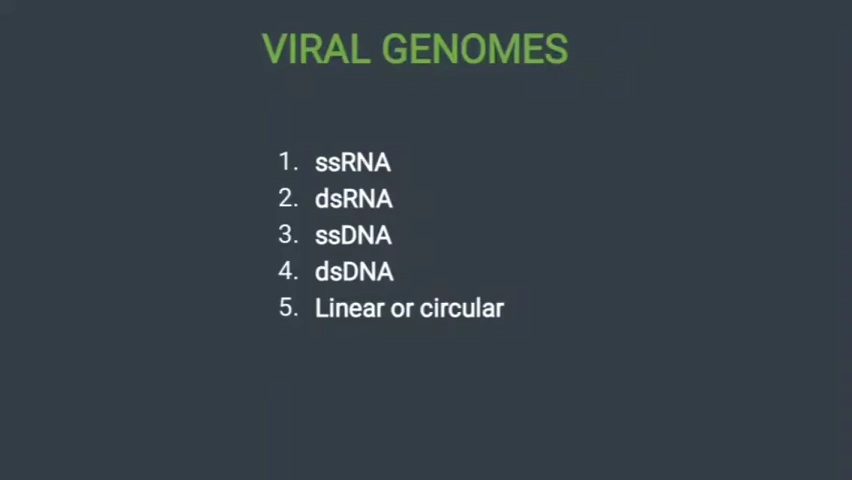 VIRAL GENOMES
1. ssRNA
2. dsRNA
3. ssDNA
4. dsDNA
5. Linear or circular